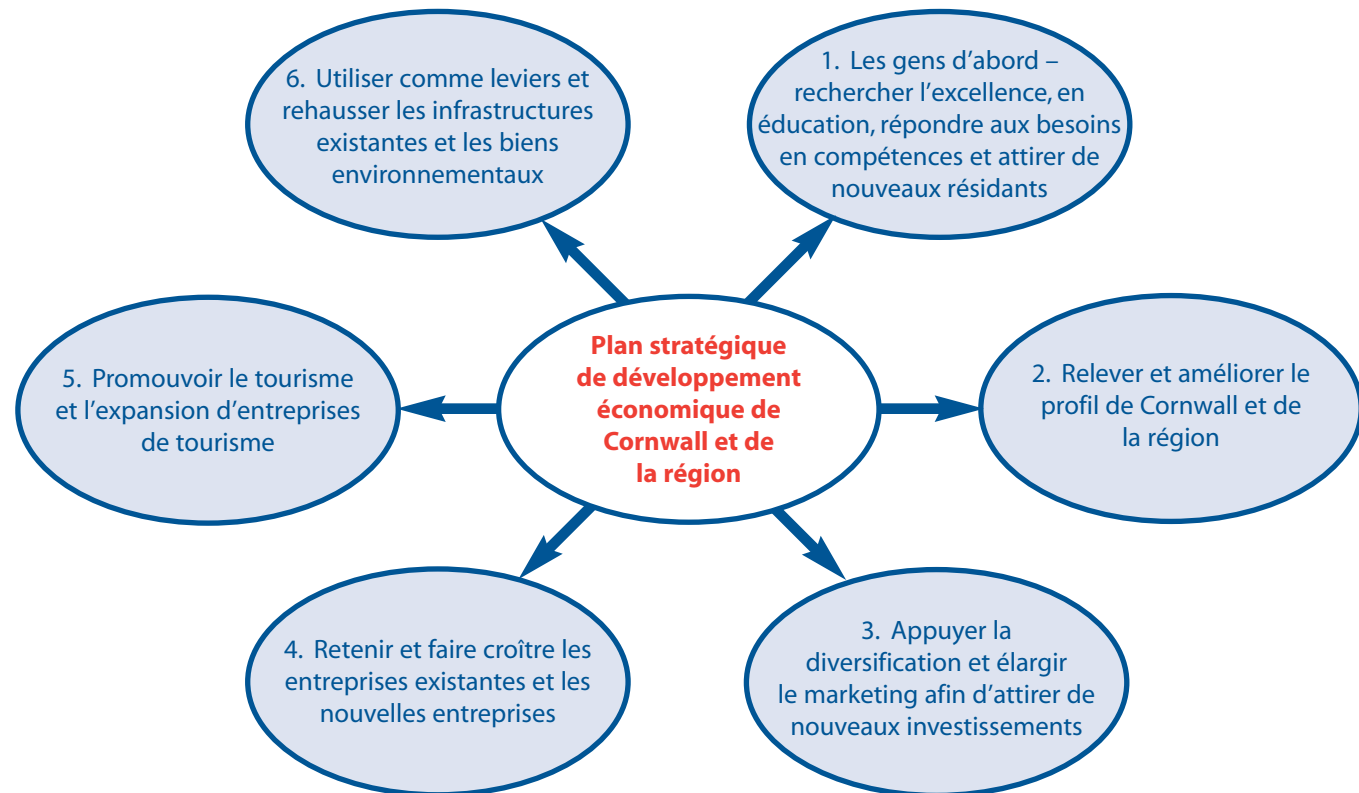 Plan stratégique
de développement
économique de
Cornwall et de
la région
1. Les gens d’abord –
rechercher l’excellence, en
éducation, répondre aux besoins
en compétences et attirer de
nouveaux résidants
2. Relever et améliorer le
profil de Cornwall et de
la région
3. Appuyer la
diversification et élargir
le marketing afin d’attirer de
nouveaux investissements
4. Retenir et faire croître les
entreprises existantes et les
nouvelles entreprises
5. Promouvoir le tourisme
et l’expansion d’entreprises
de tourisme
6. Utiliser comme leviers et
rehausser les infrastructures
existantes et les biens
environnementaux